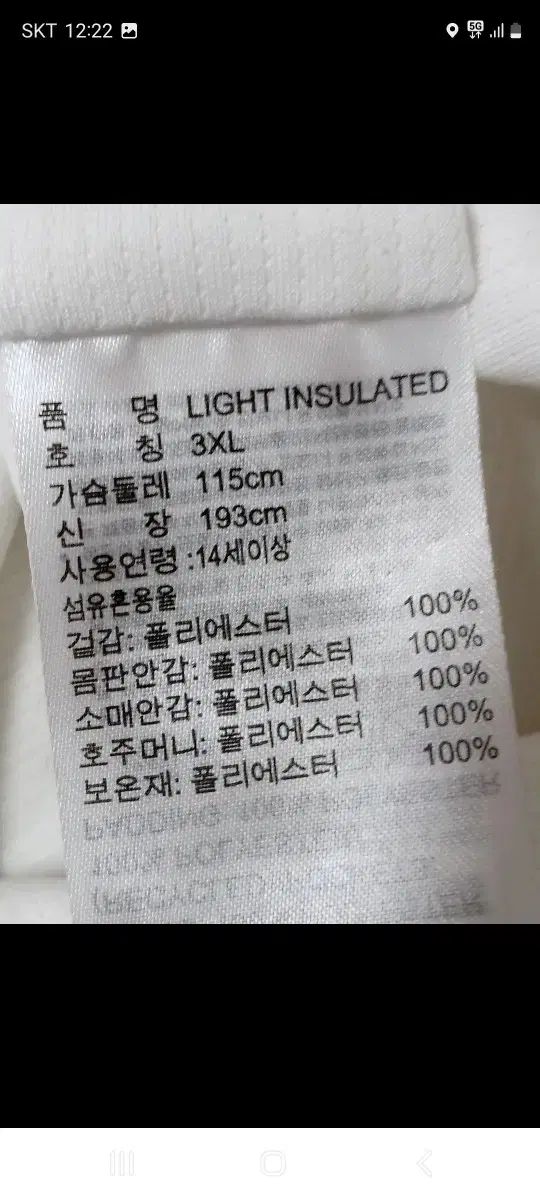 SKT 12:22
5G
품 명 LIGHT INSULATED
호 칭 3XL
가슴둘레 115cm
신 장 193cm
사용연령 :14세이상
섬유혼용율
겉감: 폴리에스터 100%
몸판안감: 폴리에스터 100%
소매안감: 폴리에스터 100%
호주머니: 폴리에스터 100%
보온재: 폴리에스터 100%